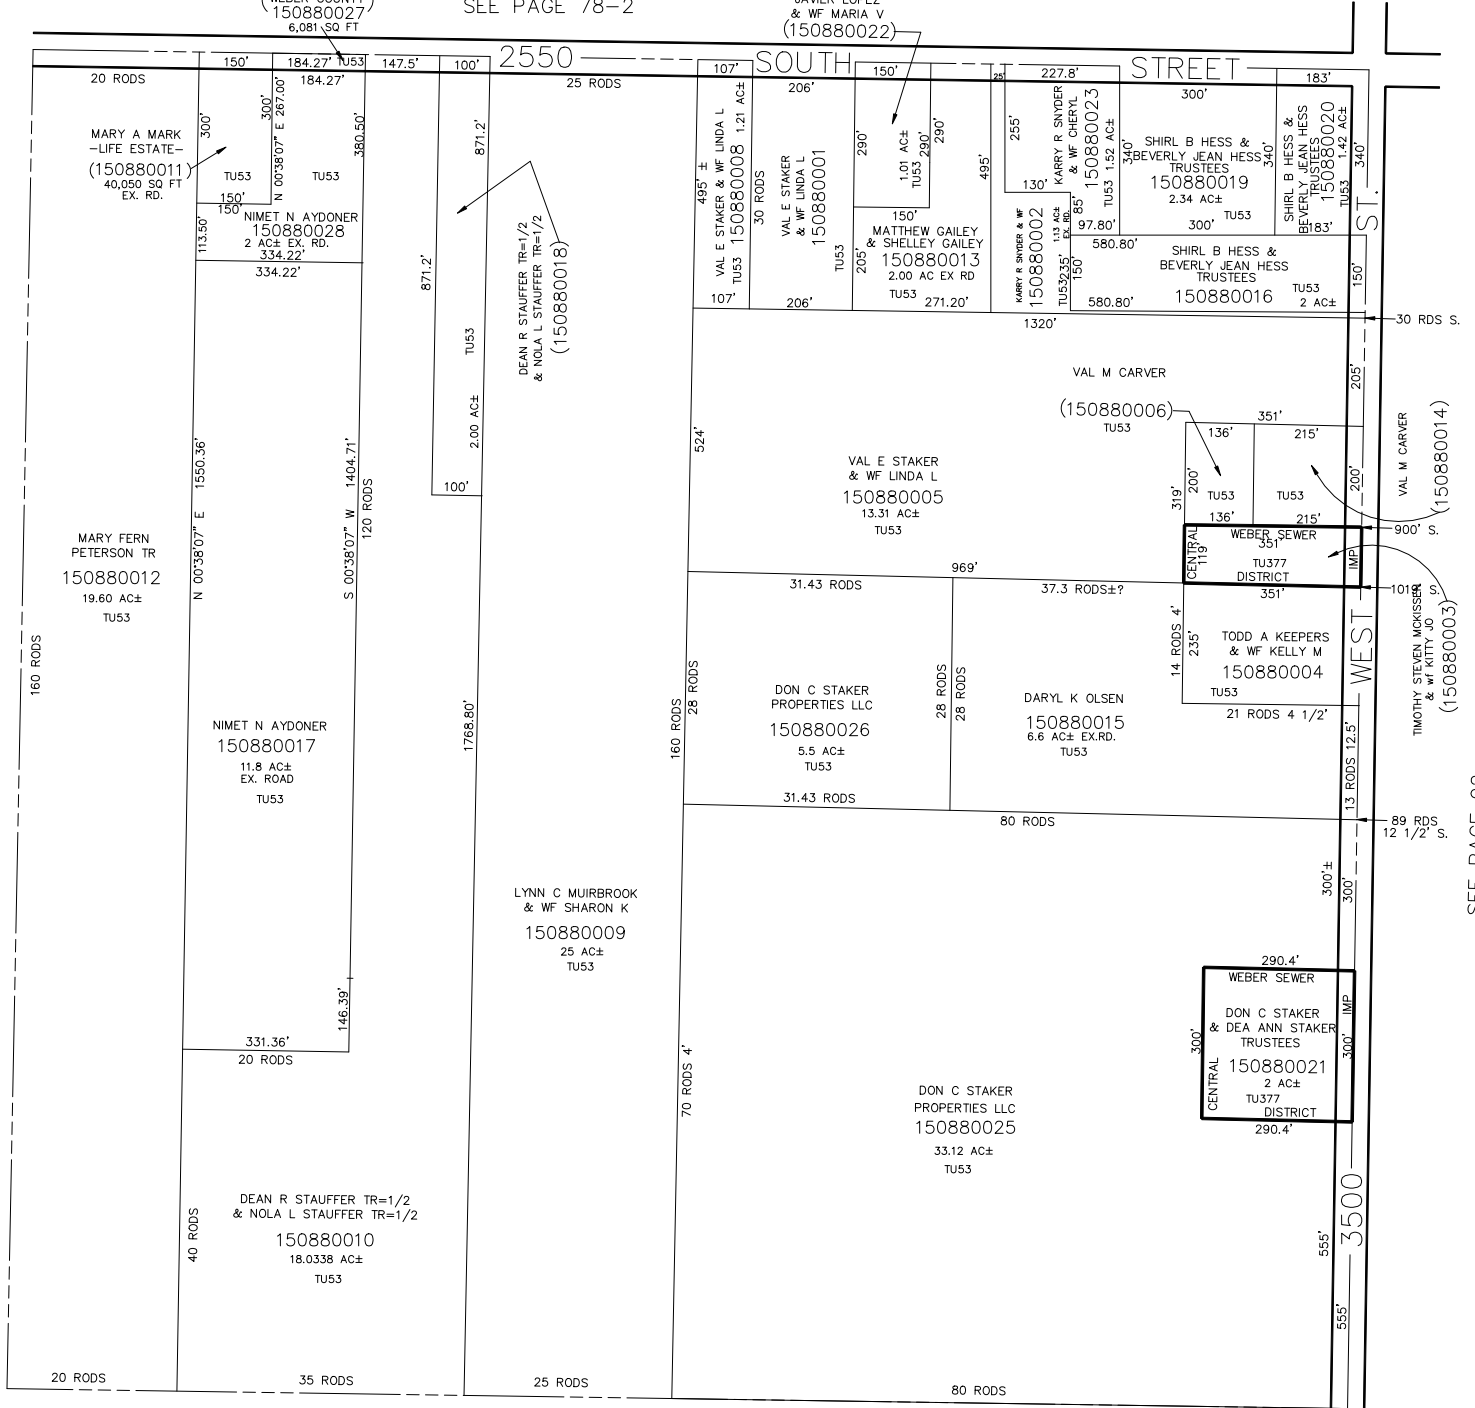 (WEBER COUNTY)
150880027
6,081 SQ FT
SEE PAGE 78-2
JAVIER LOPEZ
& WF MARIA V
(150880022)
2550 SOUTH STREET
20 RODS
150'
184.27'
TU53
147.5'
100'
184.27'
25 RODS
107'
206'
150'
25'
227.8'
300'
183'
MARY A MARK
-LIFE ESTATE-
(150880011)
40,050 SQ FT
EX. RD.
300'
300'
N 00°38'07" E 267.00'
380.50'
TU53
TU53
150'
150'
113.50'
NIMET N AYDONER
150880028
2 AC± EX. RD.
334.22'
334.22'
871.2'
871.2'
DEAN R STAUFFER TR=1/2
& NOLA L STAUFFER TR=1/2
(150880018)
TU53
2.00 AC±
100'
495' ±
VAL E STAKER & WF LINDA L
TU53 150880008 1.21 AC±
107'
30 RODS
VAL E STAKER
& WF LINDA L
150880001
TU53
206'
290'
1.01 AC±
TU53
290'
290'
150'
205'
MATTHEW GAILEY
& SHELLEY GAILEY
150880013
2.00 AC EX RD
TU53
271.20'
495'
255'
130'
KARRY R SNYDER
& WF CHERYL
150880023
TU53 1.52 AC±
85'
97.80'
KARRY R SNYDER & WF
150880002
1.13 AC±
EX. RD.
TU53
235'
150'
340'
SHIRL B HESS &
BEVERLY JEAN HESS
TRUSTEES
150880019
2.34 AC±
TU53
300'
340'
SHIRL B HESS &
BEVERLY JEAN HESS
TRUSTEES
150880020
TU53 1.42 AC±
340'
183'
580.80'
SHIRL B HESS &
BEVERLY JEAN HESS
TRUSTEES
150880016
TU53
2 AC±
580.80'
150'
ST.
1320'
30 RDS S.
VAL M CARVER
(150880006)
TU53
205'
351'
136'
215'
200'
TU53
TU53
200'
319'
136'
215'
VAL M CARVER
(150880014)
900' S.
524'
VAL E STAKER
& WF LINDA L
150880005
13.31 AC±
TU53
969'
WEBER SEWER
351'
CENTRAL
119'
TU377
DISTRICT
IMP
351'
1019' S.
TIMOTHY STEVEN MCKISSER
& wf KITTY JO
(150880003)
1550.36'
N 00°38'07" E
1404.71'
S 00°38'07" W
120 RODS
MARY FERN
PETERSON TR
150880012
19.60 AC±
TU53
160 RODS
31.43 RODS
37.3 RODS±?
14 RODS 4'
235'
TODD A KEEPERS
& WF KELLY M
150880004
TU53
21 RODS 4 1/2'
WEST
28 RODS
160 RODS
DON C STAKER
PROPERTIES LLC
150880026
5.5 AC±
TU53
28 RODS
28 RODS
DARYL K OLSEN
150880015
6.6 AC± EX.RD.
TU53
13 RODS 12.5'
31.43 RODS
80 RODS
89 RDS
12 1/2' S.
NIMET N AYDONER
150880017
11.8 AC±
EX. ROAD
TU53
1768.80'
LYNN C MUIRBROOK
& WF SHARON K
150880009
25 AC±
TU53
146.39'
331.36'
20 RODS
300'±
300'
290.4'
WEBER SEWER
DON C STAKER
& DEA ANN STAKER
TRUSTEES
150880021
2 AC±
TU377
DISTRICT
CENTRAL
IMP
300'
300'
290.4'
70 RODS 4'
DON C STAKER
PROPERTIES LLC
150880025
33.12 AC±
TU53
3500
40 RODS
DEAN R STAUFFER TR=1/2
& NOLA L STAUFFER TR=1/2
150880010
18.0338 AC±
TU53
555'
555'
20 RODS
35 RODS
25 RODS
80 RODS